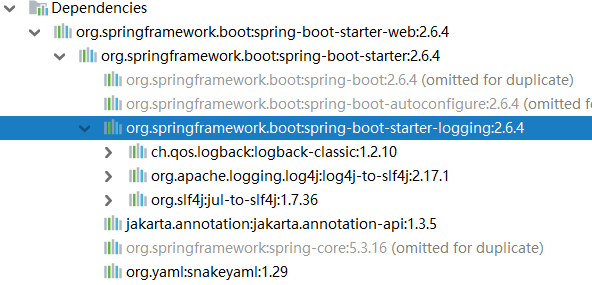 Dependencies
org.springframework.boot:spring-boot-starter-web:2.6.4
org.springframework.boot:spring-boot-starter:2.6.4
org.springframework.boot:spring-boot:2.6.4 (omitted for duplicate)
org.springframework.boot:spring-boot-autoconfigure:2.6.4 (omitted f
org.springframework.boot:spring-boot-starter-logging:2.6.4
ch.qos.logback:logback-classic:1.2.10
org.apache.logging.log4j:log4j-to-slf4j:2.17.1
org.slf4j:jul-to-slf4j:1.7.36
jakarta.annotation:jakarta.annotation-api:1.3.5
org.springframework:spring-core:5.3.16 (omitted for duplicate)
org.yaml:snakeyaml:1.29